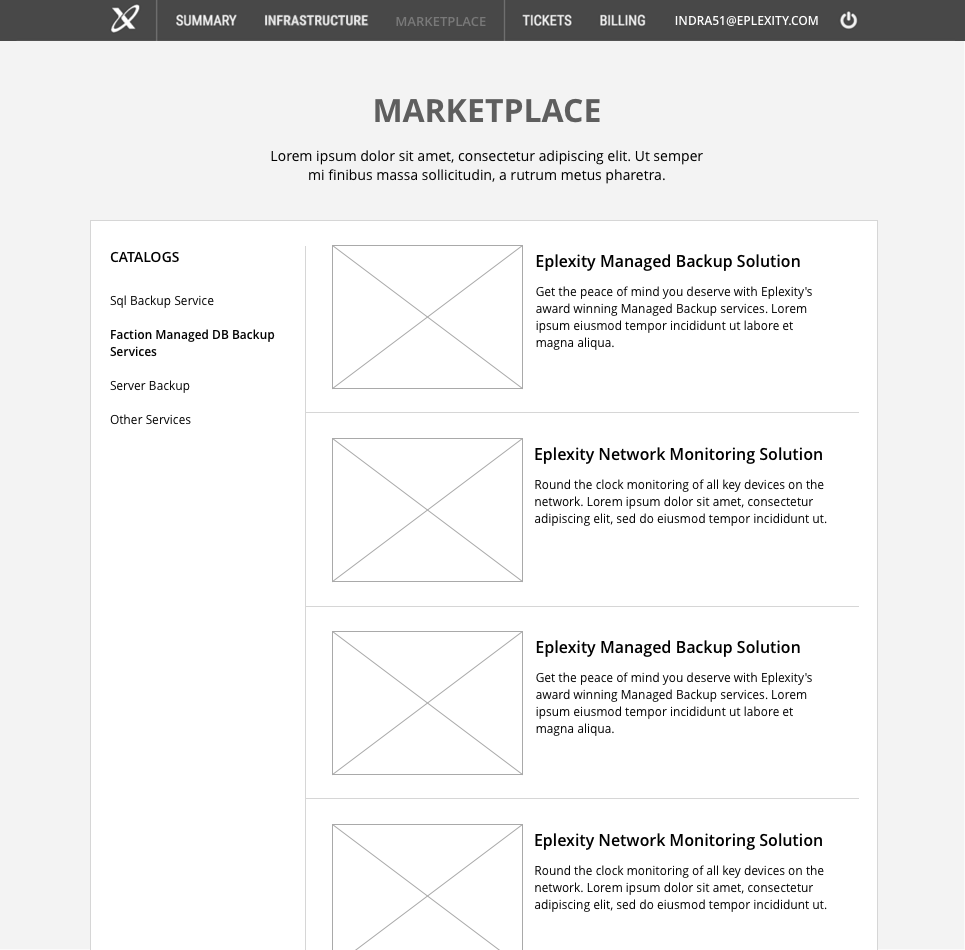 SUMMARY INFRASTRUCTURE MARKETPLACE TICKETS BILLING INDRA51@EPLEXITY.COM
MARKETPLACE
Lorem ipsum dolor sit amet, consectetur adipiscing elit. Ut semper
mi finibus massa sollicitudin, a rutrum metus pharetra.
CATALOGS
Sql Backup Service
Faction Managed DB Backup
Services
Server Backup
Other Services
Eplexity Managed Backup Solution
Get the peace of mind you deserve with Eplexity's
award winning Managed Backup services. Lorem
ipsum eiusmod tempor incididunt ut labore et
magna aliqua.
Eplexity Network Monitoring Solution
Round the clock monitoring of all key devices on the
network. Lorem ipsum dolor sit amet, consectetur
adipiscing elit, sed do eiusmod tempor incididunt ut.
Eplexity Managed Backup Solution
Get the peace of mind you deserve with Eplexity's
award winning Managed Backup services. Lorem
ipsum eiusmod tempor incididunt ut labore et
magna aliqua.
Eplexity Network Monitoring Solution
Round the clock monitoring of all key devices on the
network. Lorem ipsum dolor sit amet, consectetur
adipiscing elit, sed do eiusmod tempor incididunt ut.